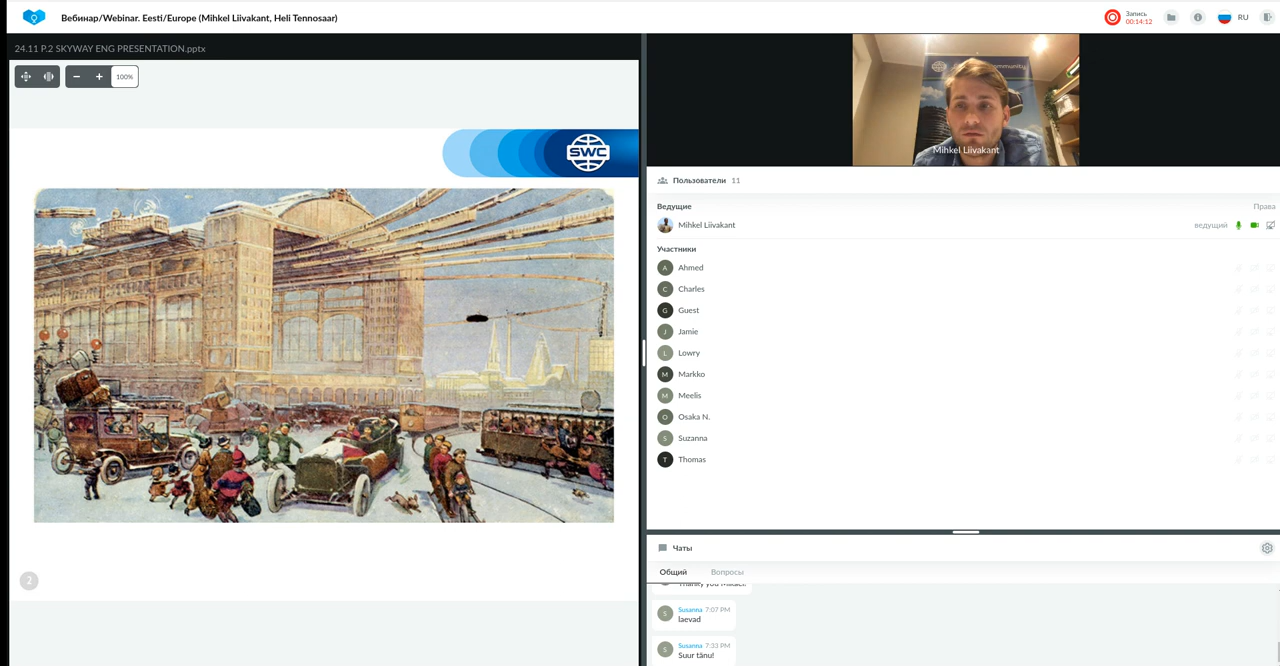 Вебинар/Webinar. Eesti/Europe (Mihkel Liivakant, Heli Tennosaar)
Запись
00:14:12
RU
24.11 P.2 SKYWAY ENG PRESENTATION.pptx
100%
SWC
community
Mihkel Liivakant
Пользователи 11
Ведущие Права
Mihkel Liivakant ведущий
Участники
A Ahmed
C Charles
G Guest
J Jamie
L Lowry
M Markko
M Meelis
O Osaka N.
S Suzanna
T Thomas
2
Чаты
Общий Вопросы
S Susanna 7:07 PM
laevad
S Susanna 7:33 PM
Suur tänu!